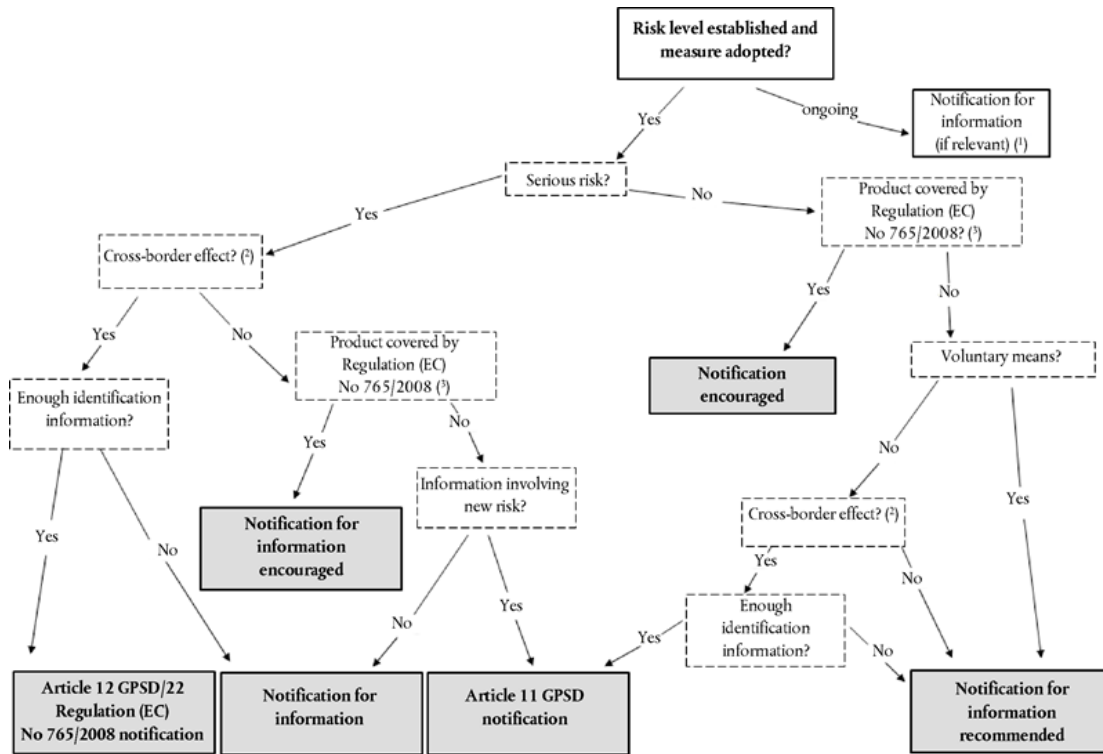 Risk level established and
measure adopted?
Yes
ongoing
Notification for
information
(if relevant) (¹)
Serious risk?
Yes
No
Product covered by
Regulation (EC)
No 765/2008? (³)
Cross-border effect? (²)
Yes
No
Yes
No
Product covered by
Regulation (EC)
No 765/2008 (³)
Notification
encouraged
Voluntary means?
Enough identification
information?
Yes
No
No
Yes
Information involving
new risk?
Notification for
information
encouraged
Cross-border effect? (²)
Yes
No
No
Yes
Yes
No
Enough
identification
information?
Yes
No
Article 12 GPSD/22
Regulation (EC)
No 765/2008 notification
Notification for
information
Article 11 GPSD
notification
Notification for
information
recommended